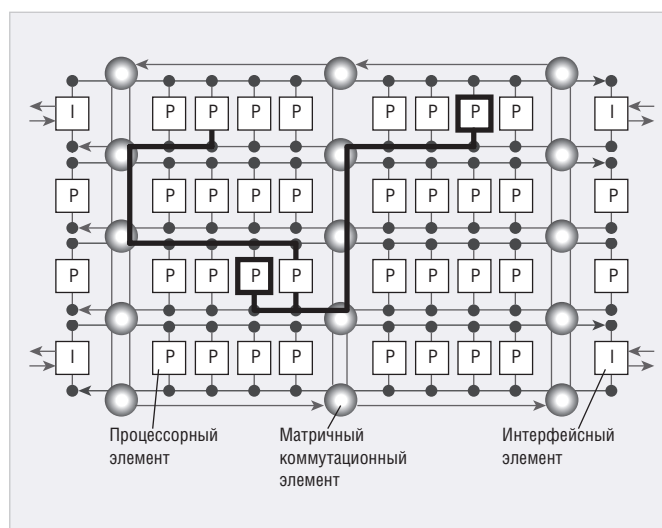 I P P P P P P P P I
P P P P P P P P P P
P P P P P P P P P P
I P P P P P P P P I
Процессорный
элемент
Матричный
коммутационный
элемент
Интерфейсный
элемент